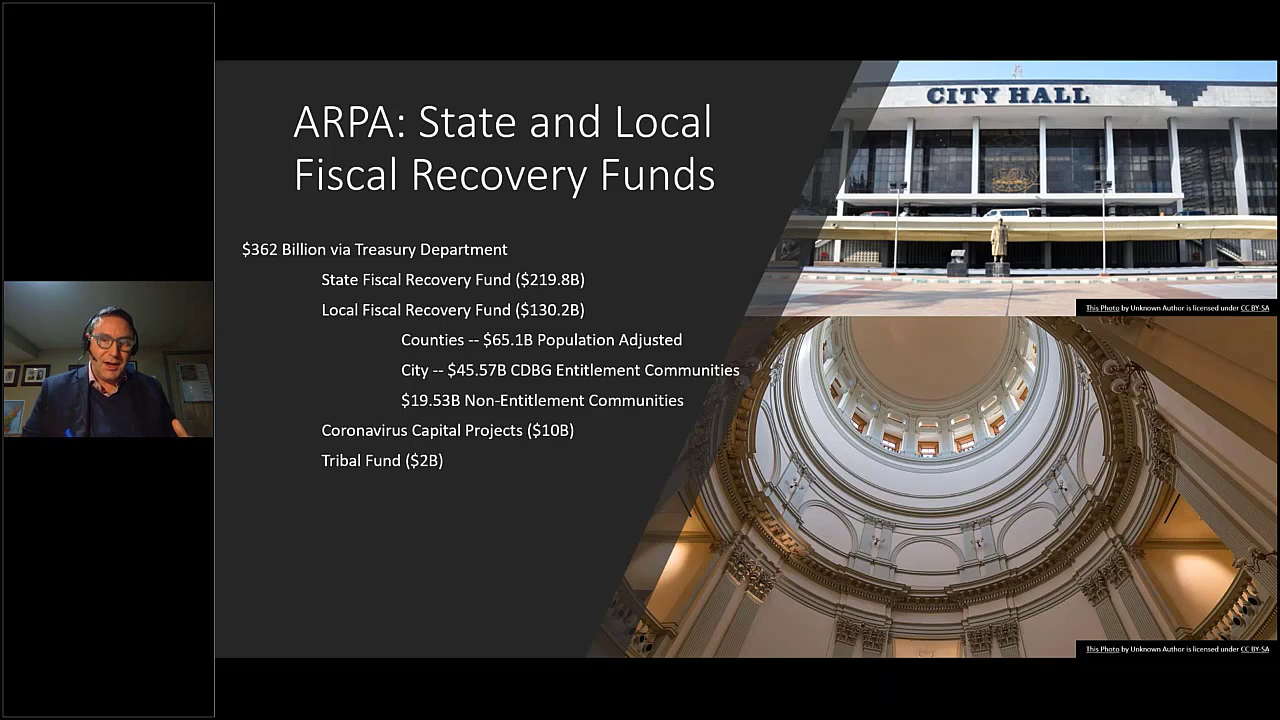 ARPA: State and Local
Fiscal Recovery Funds
$362 Billion via Treasury Department
State Fiscal Recovery Fund ($219.8B)
Local Fiscal Recovery Fund ($130.2B)
Counties -- $65.1B Population Adjusted
City -- $45.57B CDBG Entitlement Communities
$19.53B Non-Entitlement Communities
Coronavirus Capital Projects ($10B)
Tribal Fund ($2B)
CITY HALL
This Photo by Unknown Author is licensed under CC BY-SA
This Photo by Unknown Author is licensed under CC BY-SA